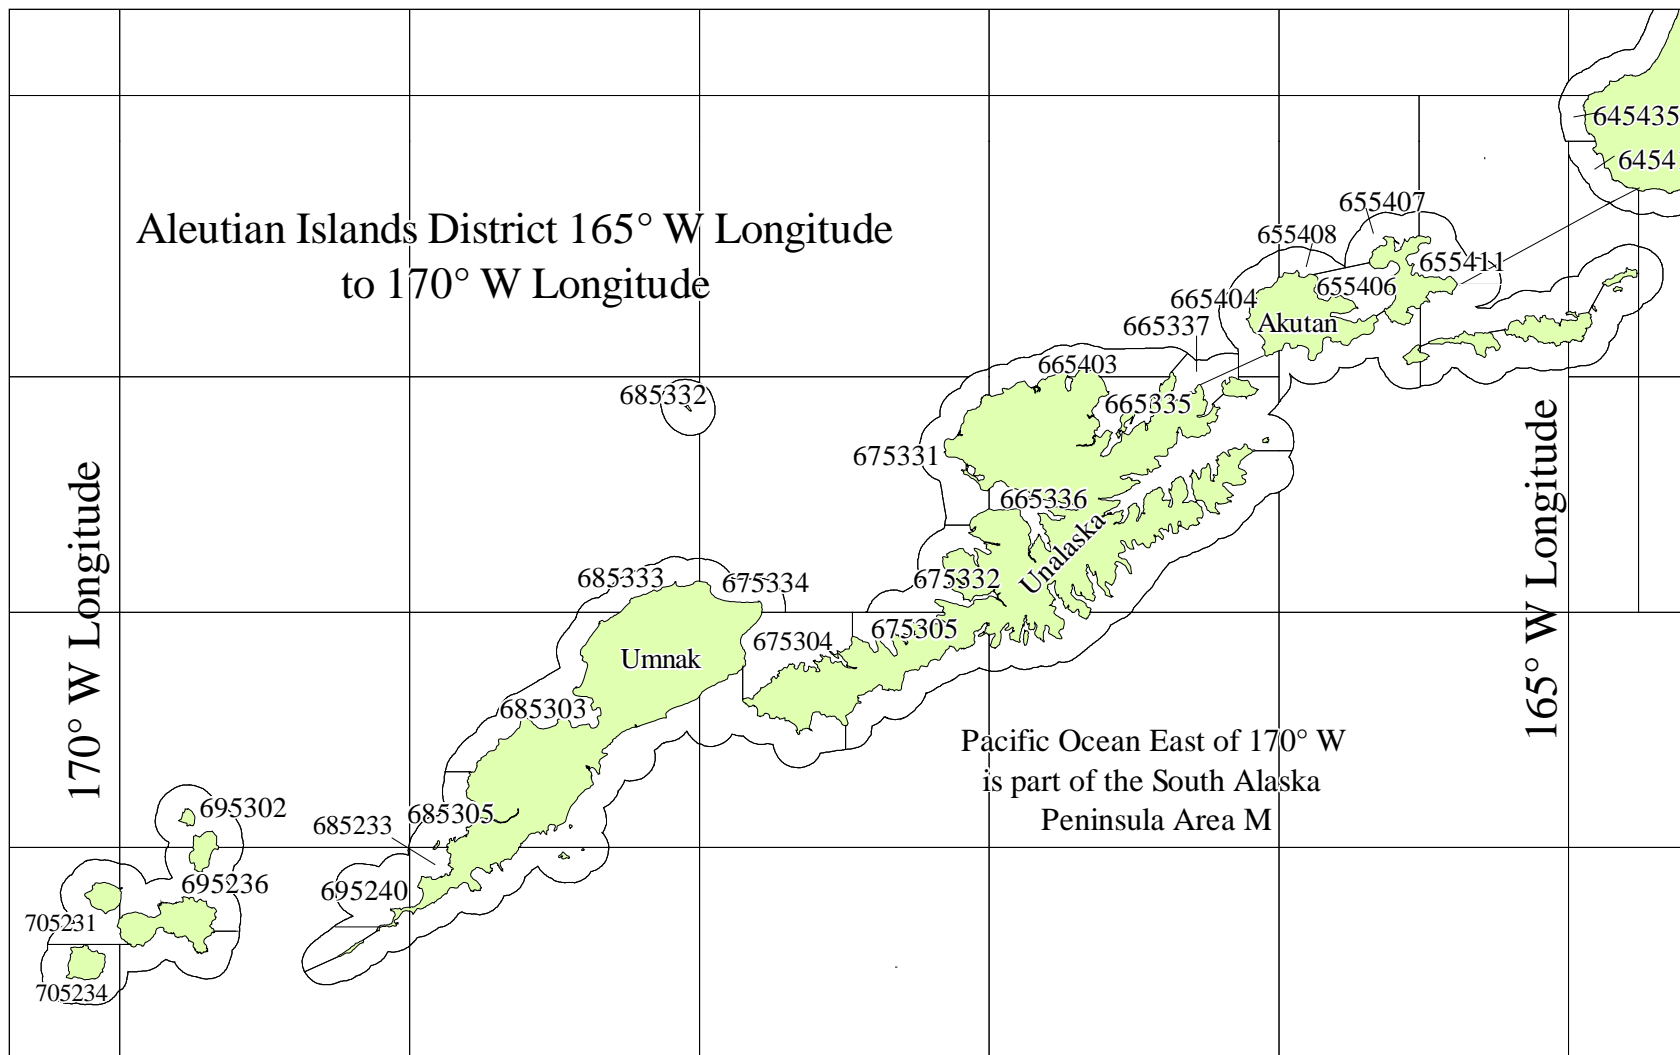 645435
6454
655407
Aleutian Islands District 165° W Longitude
to 170° W Longitude
655408
655411
655406
665404
Akutan
665337
665403
685332
665335
675331
170° W Longitude
165° W Longitude
665336
Unalaska
685333
675334
675332
675304
675305
Umnak
685303
Pacific Ocean East of 170° W
is part of the South Alaska
Peninsula Area M
695302
685305
685233
695236
695240
705231
705234